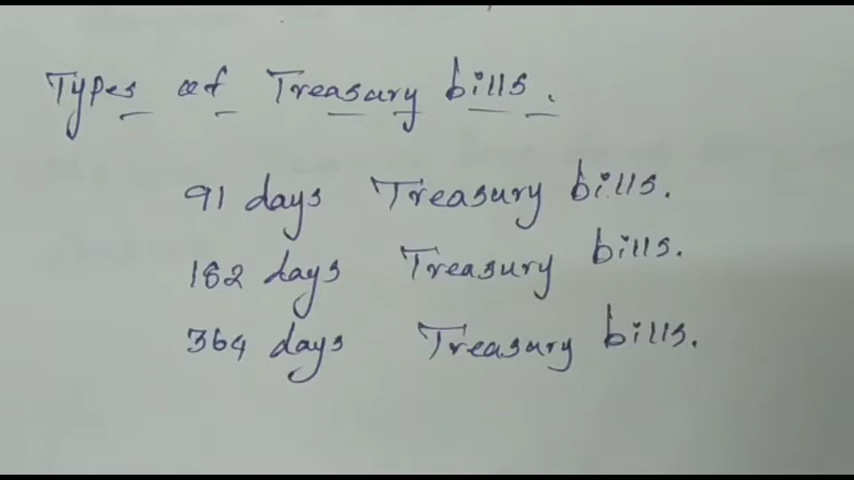 Types of Treasury bills.
91 days Treasury bills.
182 days Treasury bills.
364 days Treasury bills.